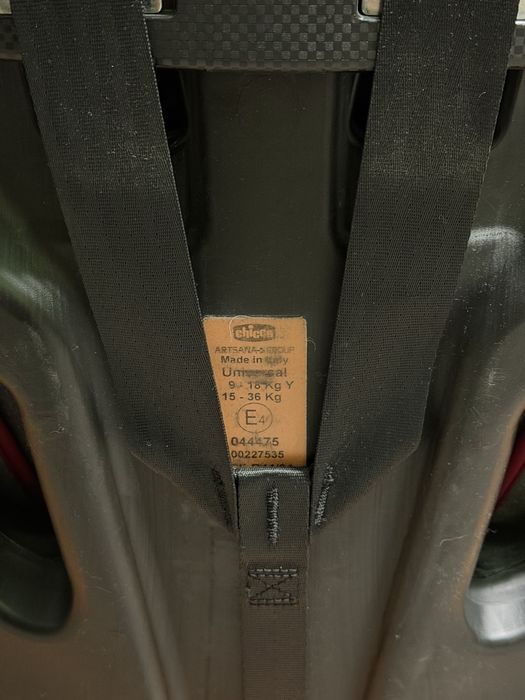 chicco
ARTSANA GROUP
Made in Italy
Universal
9 - 18 Kg Y
15 - 36 Kg
E4
044475
00227535